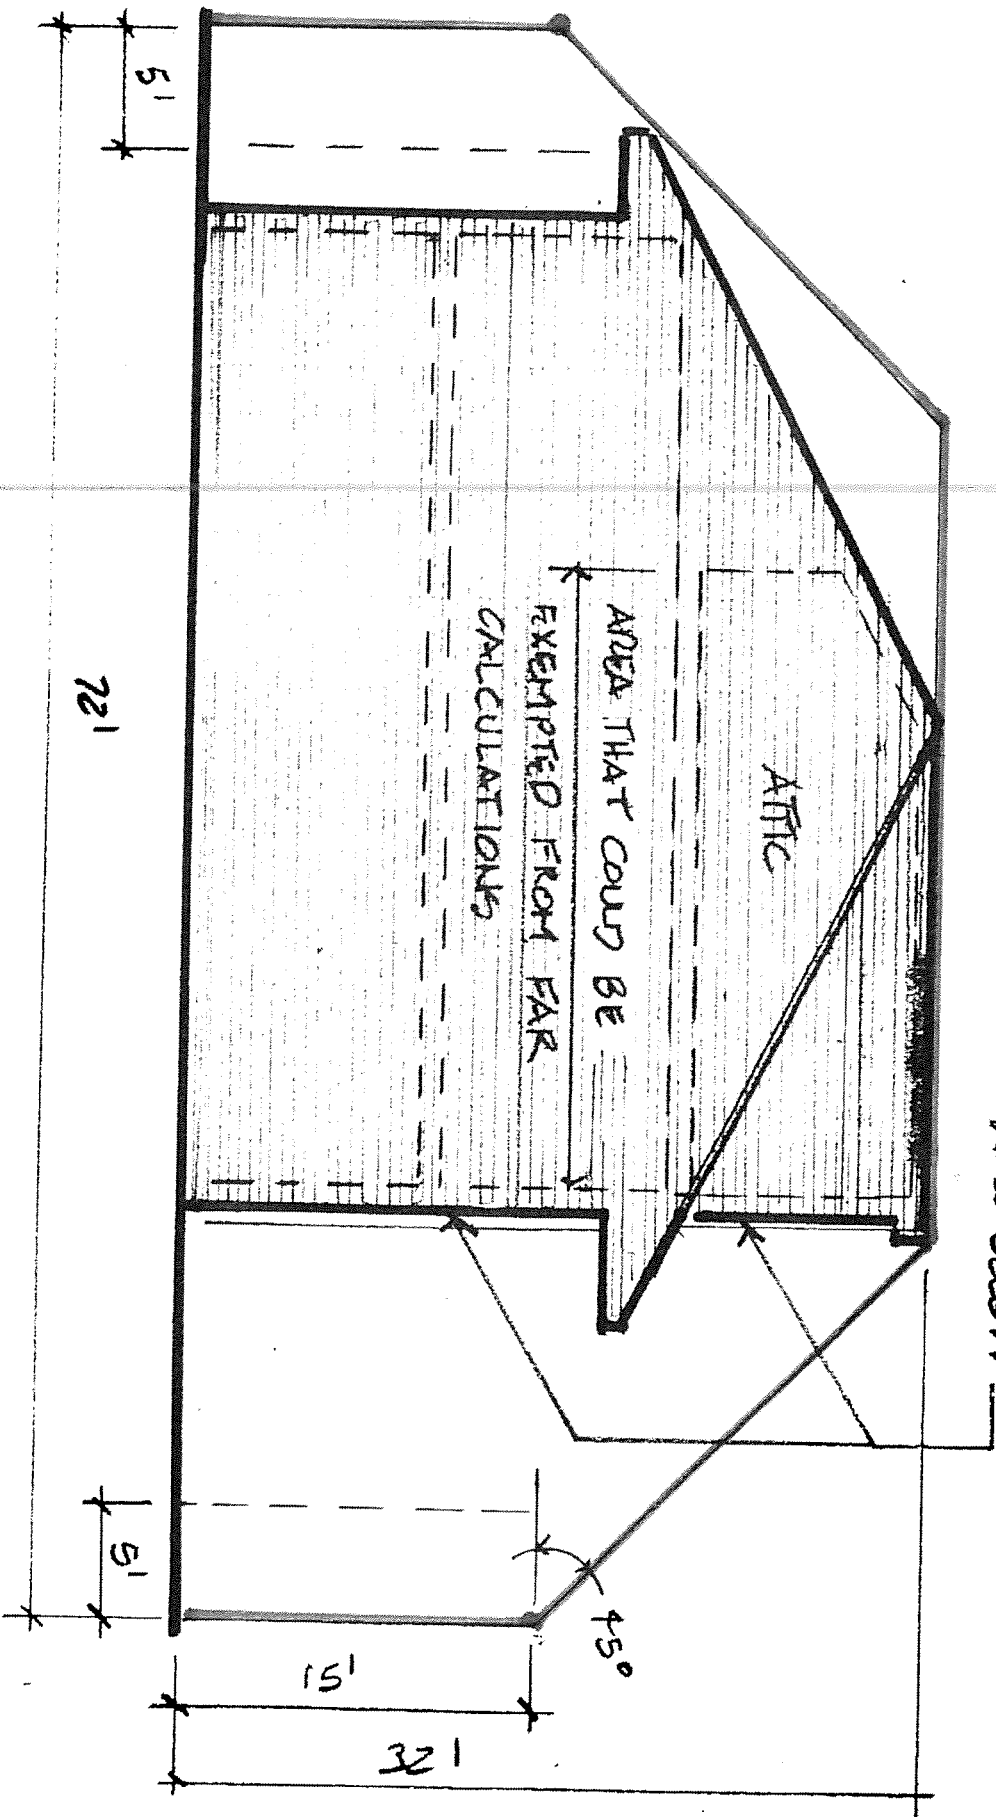 ATTIC
AREA THAT COULD BE
EXEMPTED FROM FAR
CALCULATIONS
45°
5'
72'
5'
15'
32'